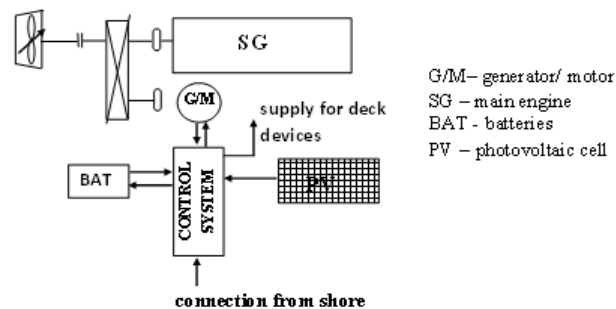 SG
G/M
supply for deck
devices
BAT
CONTROL
SYSTEM
PV
connection from shore
G/M– generator/ motor
SG – main engine
BAT - batteries
PV – photovoltaic cell